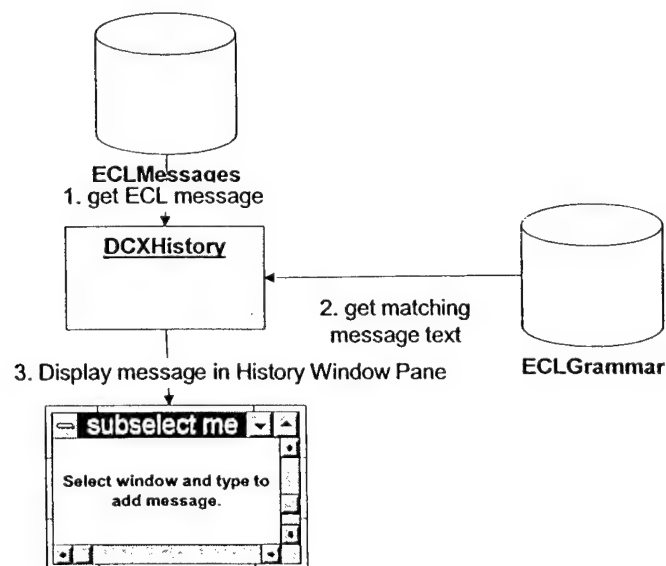 ECLMessages
1. get ECL message
DCXHistory
2. get matching
message text
ECLGrammar
3. Display message in History Window Pane
subselect me
Select window and type to
add message.